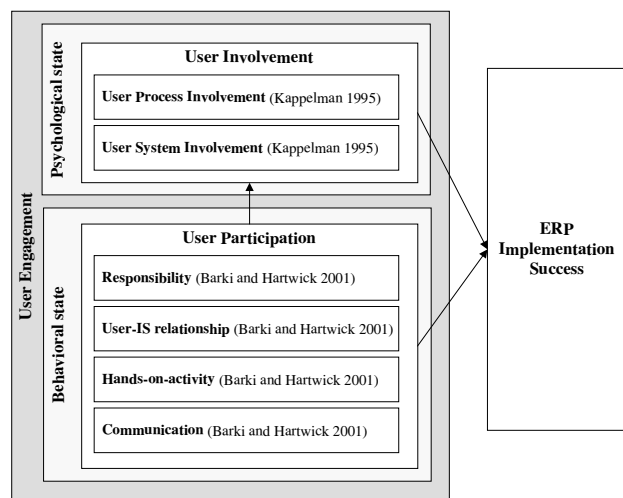 User Engagement
Psychological state
User Involvement
User Process Involvement (Kappelman 1995)
User System Involvement (Kappelman 1995)
Behavioral state
User Participation
Responsibility (Barki and Hartwick 2001)
User-IS relationship (Barki and Hartwick 2001)
Hands-on-activity (Barki and Hartwick 2001)
Communication (Barki and Hartwick 2001)
ERP
Implementation
Success